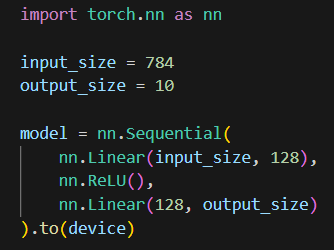 import torch.nn as nn
input_size = 784
output_size = 10
model = nn.Sequential(
    nn.Linear(input_size, 128),
    nn.ReLU(),
    nn.Linear(128, output_size)
).to(device)